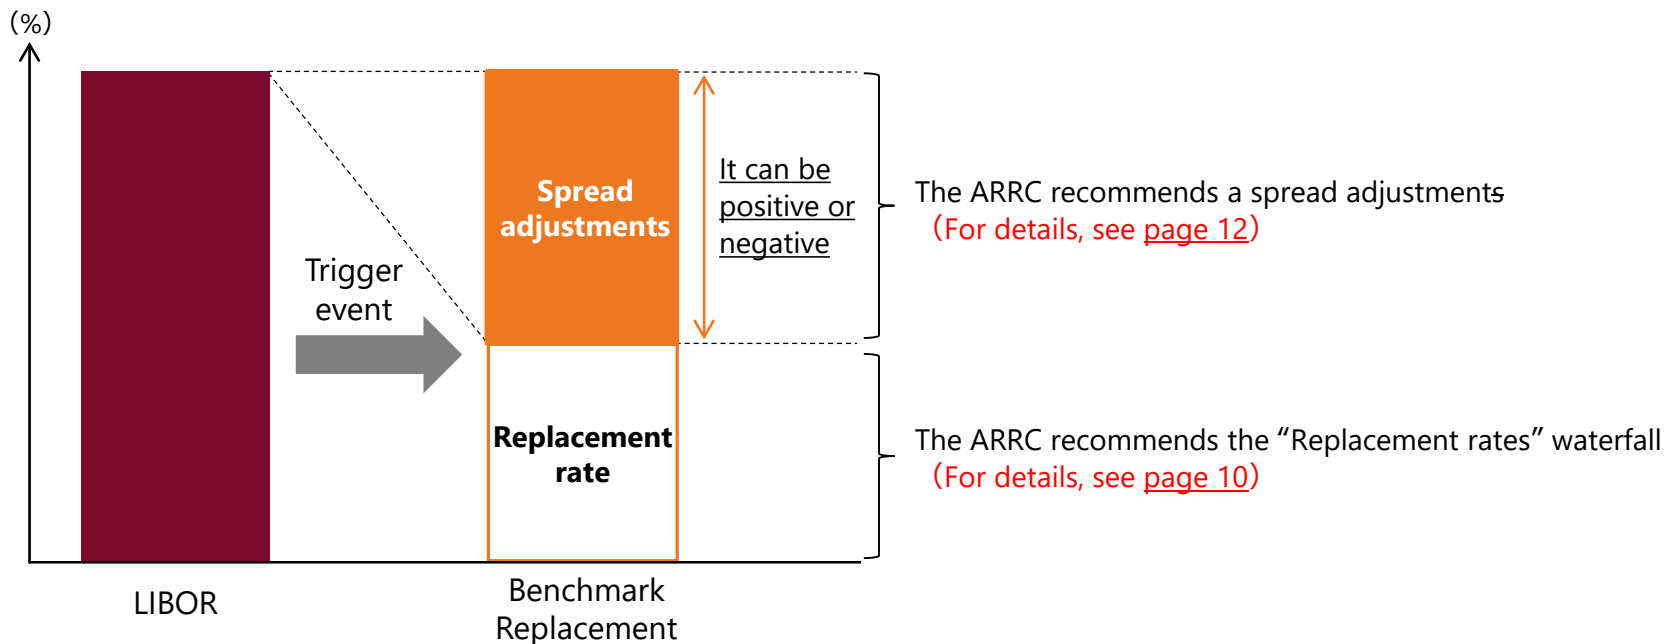 (%)
Spread
adjustments
It can be
positive or
negative
The ARRC recommends a spread adjustments
(For details, see page 12)
Trigger
event
Replacement
rate
The ARRC recommends the “Replacement rates” waterfall
(For details, see page 10)
LIBOR
Benchmark
Replacement